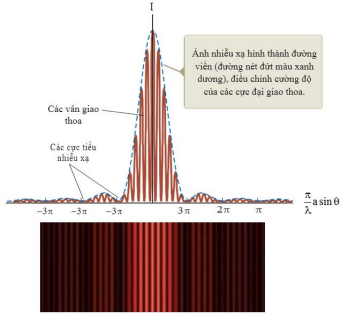 I
Ảnh nhiễu xạ hình thành đường
viền (đường nét đứt màu xanh
dương), điều chỉnh cường độ
của các cực đại giao thoa.
Các vân giao
thoa
Các cực tiểu
nhiễu xạ
−3π −3π −3π 3π 2π π
π/λ a sin θ